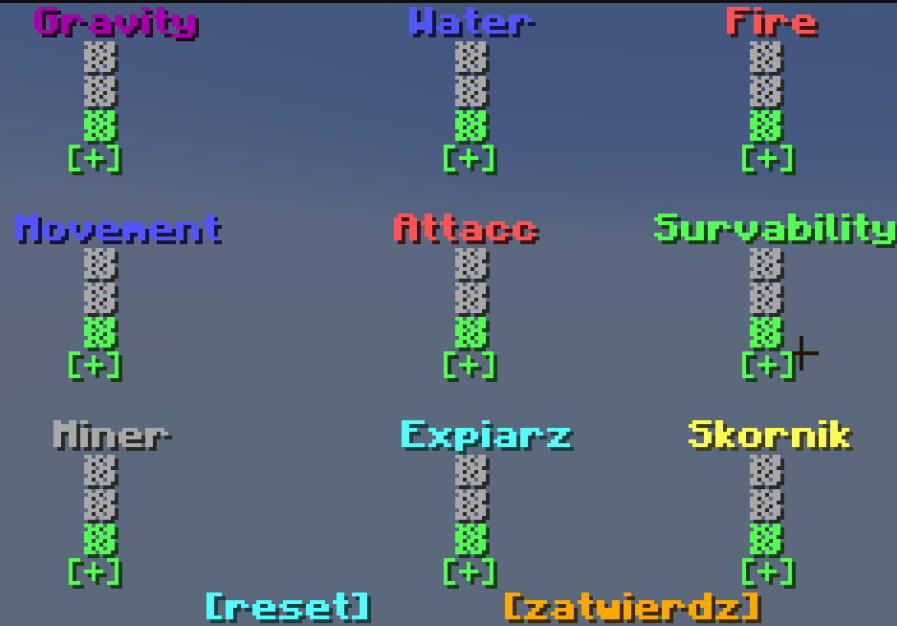 Gravity Water Fire
[+] [+] [+]
Movement Attacc Survability
[+] [+] [+]
Miner Expiarz Skornik
[+] [+] [+]
[reset] [zatwierdz]